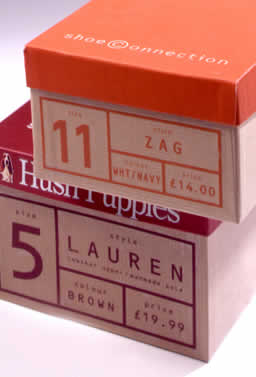 shoe©onnection
size
11
style
ZAG
colour
WHT/NAVY
price
£14.00
Hush Puppies
size
5
style
LAUREN
colour
BROWN
price
£19.99